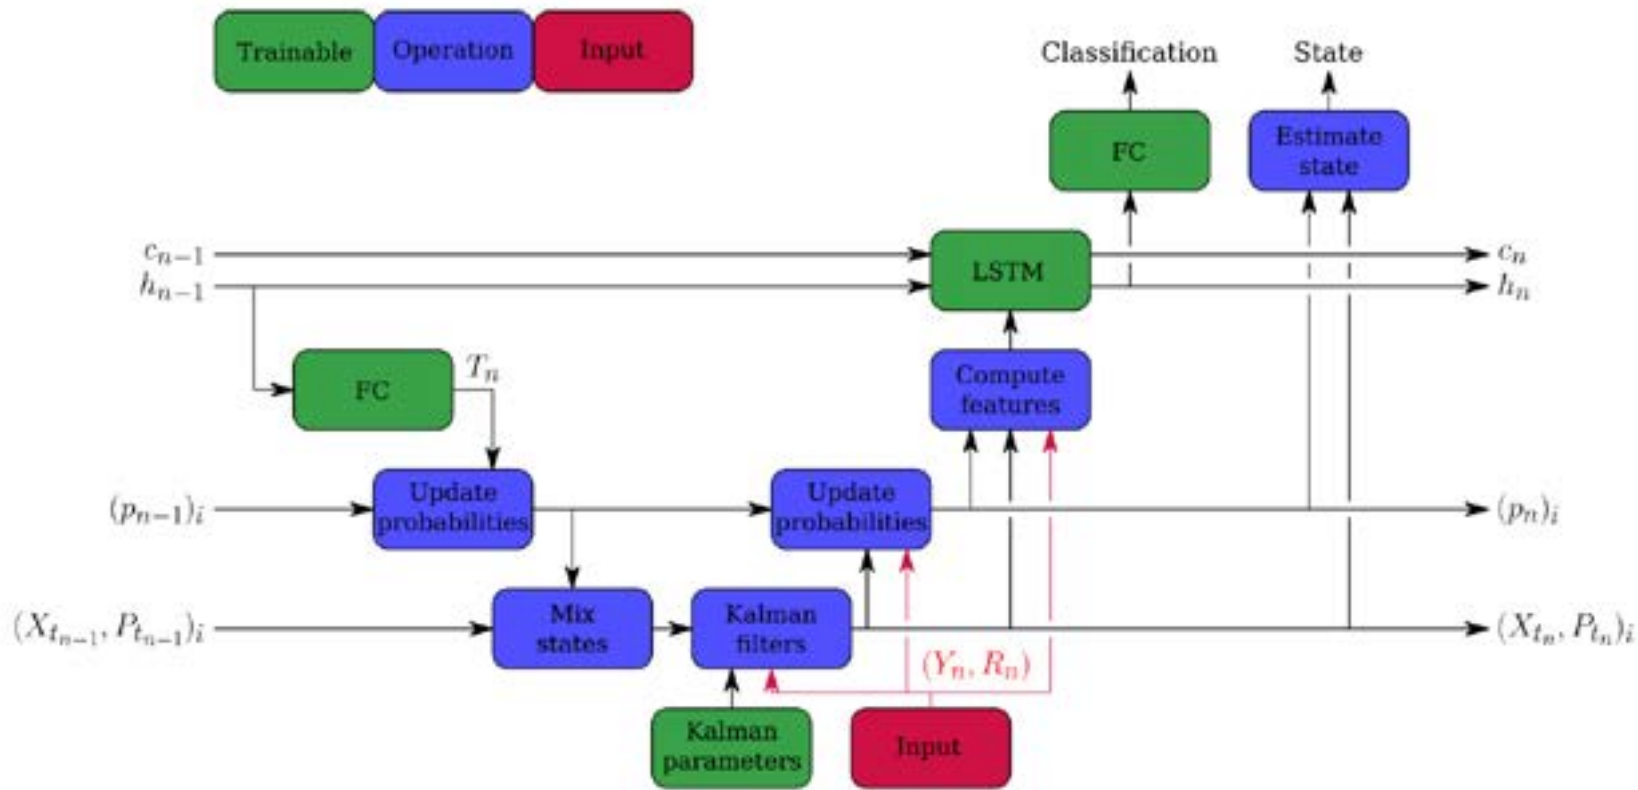 Trainable Operation Input
Classification State
FC
Estimate
state
c_{n-1}
h_{n-1}
LSTM
c_n
h_n
FC
T_n
Compute
features
(p_{n-1})_i
Update
probabilities
Update
probabilities
(p_n)_i
(X_{t_{n-1}}, P_{t_{n-1}})_i
Mix
states
Kalman
filters
(X_{t_n}, P_{t_n})_i
(Y_n, R_n)
Kalman
parameters
Input